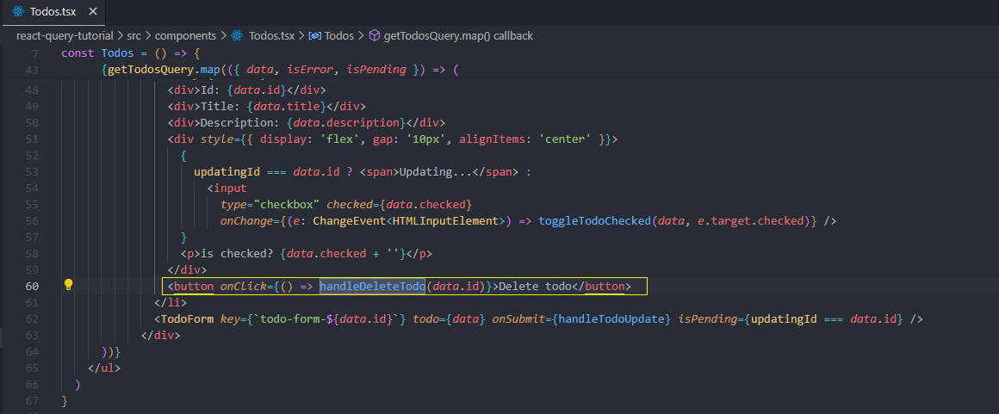 Todos.tsx
react-query-tutorial > src > components > Todos.tsx > Todos > getTodosQuery.map() callback
7 const Todos = () => {
43 {getTodosQuery.map(({ data, isError, isPending }) => (
48 <div>Id: {data.id}</div>
49 <div>Title: {data.title}</div>
50 <div>Description: {data.description}</div>
51 <div style={{ display: 'flex', gap: '10px', alignItems: 'center' }}>
52 {
53 updatingId === data.id ? <span>Updating...</span> :
54 <input
55 type="checkbox" checked={data.checked}
56 onChange={(e: ChangeEvent<HTMLInputElement>) => toggleTodoChecked(data, e.target.checked)} />
57 }
58 <p>is checked? {data.checked + ''}</p>
59 </div>
60 <button onClick={() => handleDeleteTodo(data.id)}>Delete todo</button>
61 </li>
62 <TodoForm key={`todo-form-${data.id}`} todo={data} onSubmit={handleTodoUpdate} isPending={updatingId === data.id} />
63 </div>
64 ))}
65 </ul>
66 )
67 }